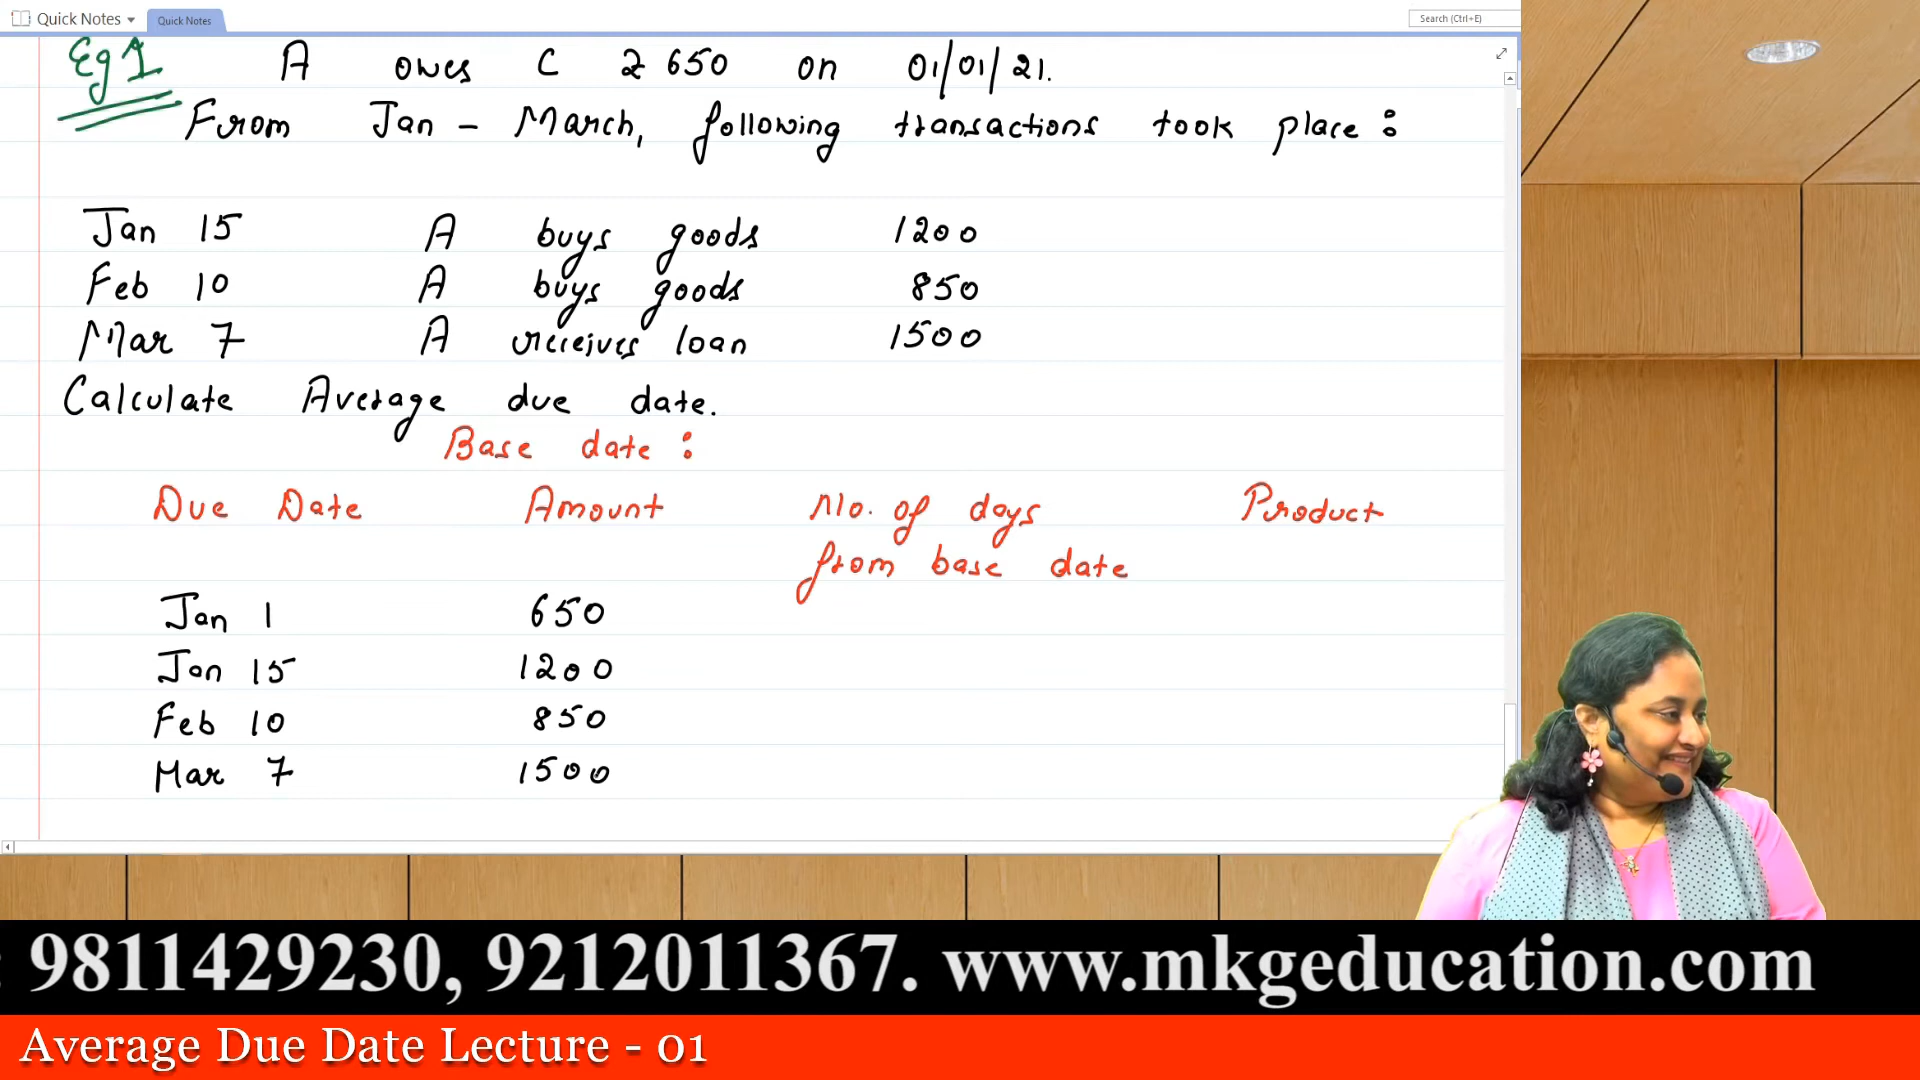 Quick Notes
Quick Notes
Search (Ctrl+E)
Eg 1 A owes C ₹ 650 on 01/01/21.
From Jan - March, following transactions took place :
Jan 15 A buys goods 1200
Feb 10 A buys goods 850
Mar 7 A receives loan 1500
Calculate Average due date.
Base date :
Due Date Amount No. of days Product
from base date
Jan 1 650
Jan 15 1200
Feb 10 850
Mar 7 1500
9811429230, 9212011367. www.mkgeducation.com
Average Due Date Lecture - 01